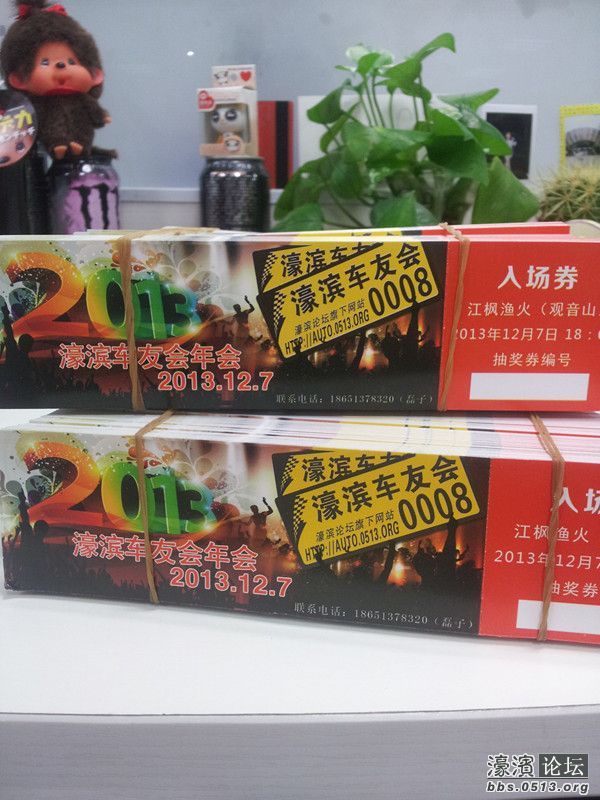 2013
濠滨车友会年会
2013.12.7
濠滨车友会
濠滨车友会
0008
濠滨论坛旗下网站
HTTP://AUTO.0513.ORG
联系电话：18651378320（磊子）
入场券
江枫渔火（观音山
2013年12月7日 18：
抽奖券编号
2013
濠滨车友会年会
2013.12.7
濠滨车友会
濠滨车友会
0008
濠滨论坛旗下网站
HTTP://AUTO.0513.ORG
联系电话：18651378320（磊子）
入场
江枫渔火
2013年12月7
抽奖券
濠濱 论坛
bbs.0513.org